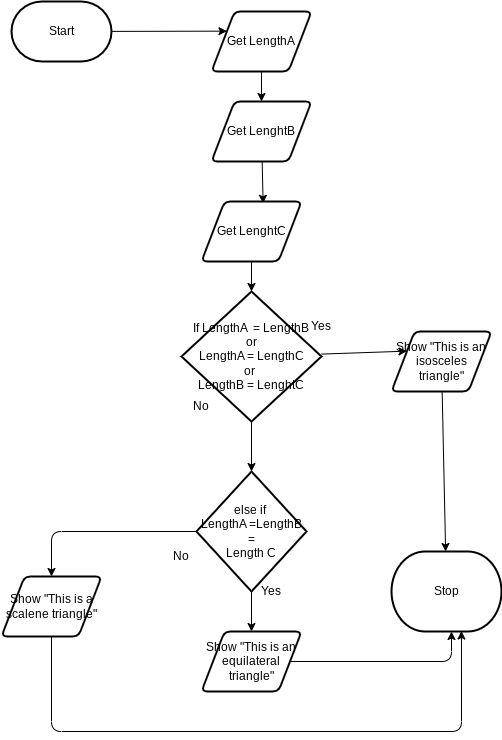 Start
Get LengthA
Get LenghtB
Get LenghtC
If LengthA = LengthB
or
LengthA = LengthC
or
LengthB = LenghtC
Yes
Show "This is an
isosceles
triangle"
No
else if
LengthA =LengthB
=
Length C
No
Yes
Stop
Show "This is a
scalene triangle"
Show "This is an
equilateral
triangle"